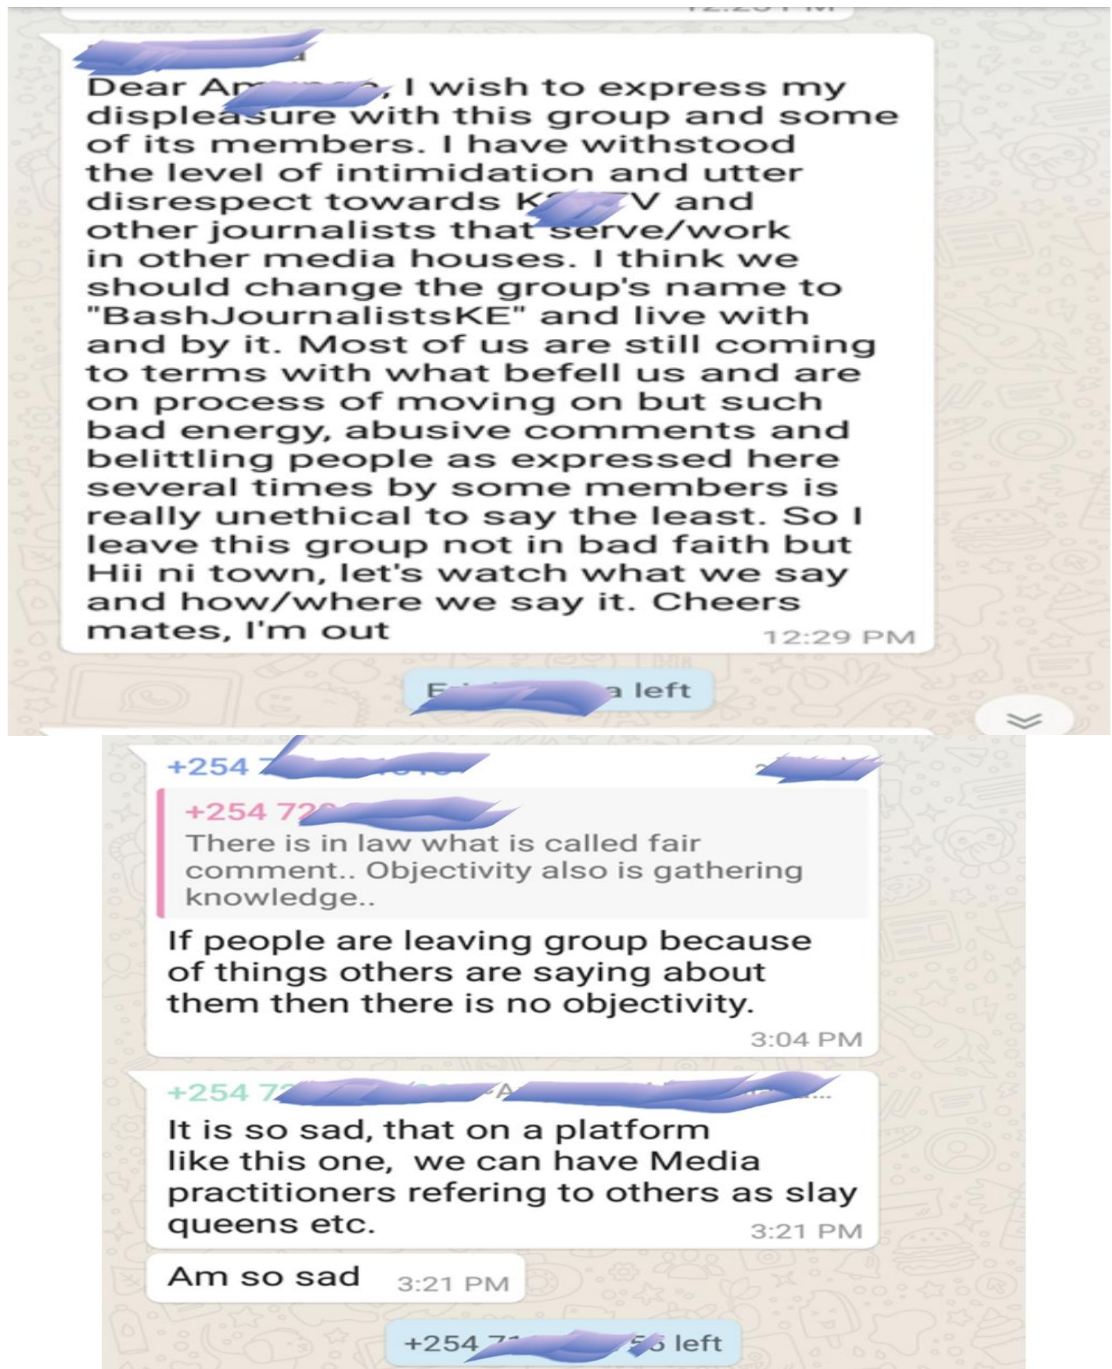 Dear
, I wish to express my
displeasure with this group and some
of its members. I have withstood
the level of intimidation and utter
disrespect towards and
other journalists that serve/work
in other media houses. I think we
should change the group's name to
"BashJournalistsKE" and live with
and by it. Most of us are still coming
to terms with what befell us and are
on process of moving on but such
bad energy, abusive comments and
belittling people as expressed here
several times by some members is
really unethical to say the least. So I
leave this group not in bad faith but
Hii ni town, let's watch what we say
and how/where we say it. Cheers
mates, I'm out
12:29 PM
left
+254
+254
There is in law what is called fair
comment.. Objectivity also is gathering
knowledge..
If people are leaving group because
of things others are saying about
them then there is no objectivity.
3:04 PM
+254
It is so sad, that on a platform
like this one, we can have Media
practitioners refering to others as slay
queens etc.
3:21 PM
Am so sad 3:21 PM
+254 left